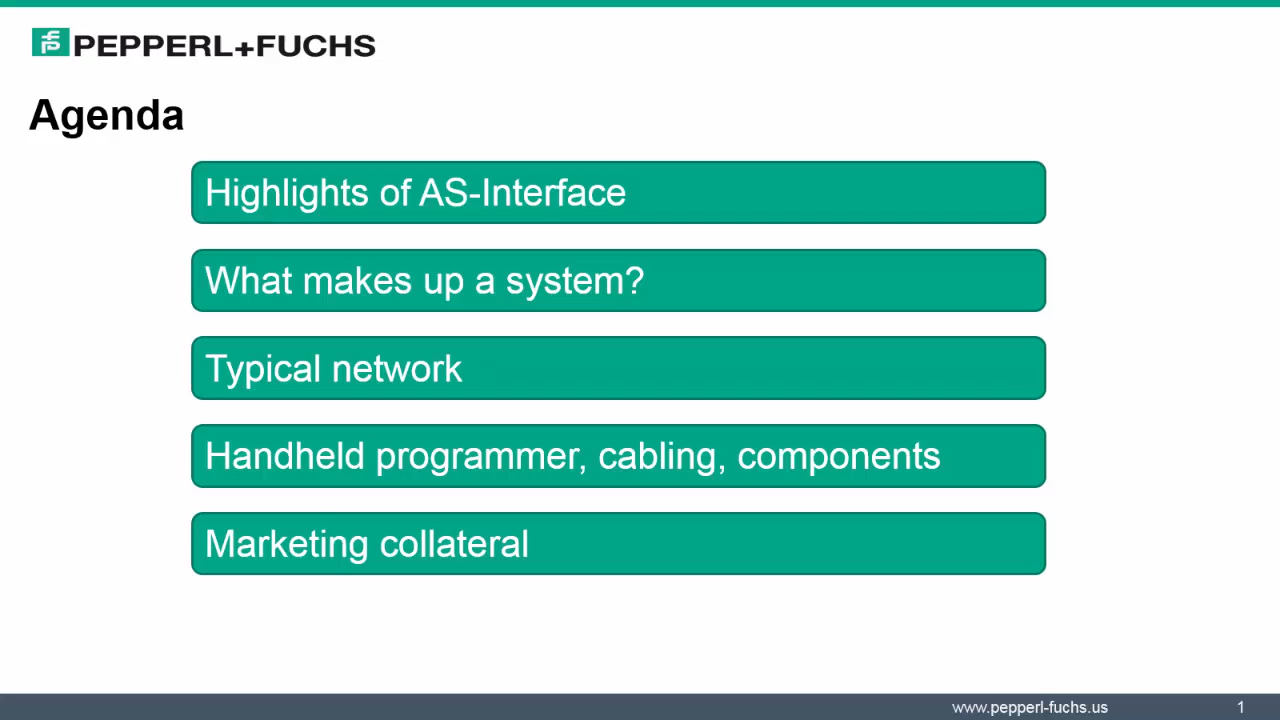 PEPPERL+FUCHS
Agenda
Highlights of AS-Interface
What makes up a system?
Typical network
Handheld programmer, cabling, components
Marketing collateral
www.pepperl-fuchs.us 1